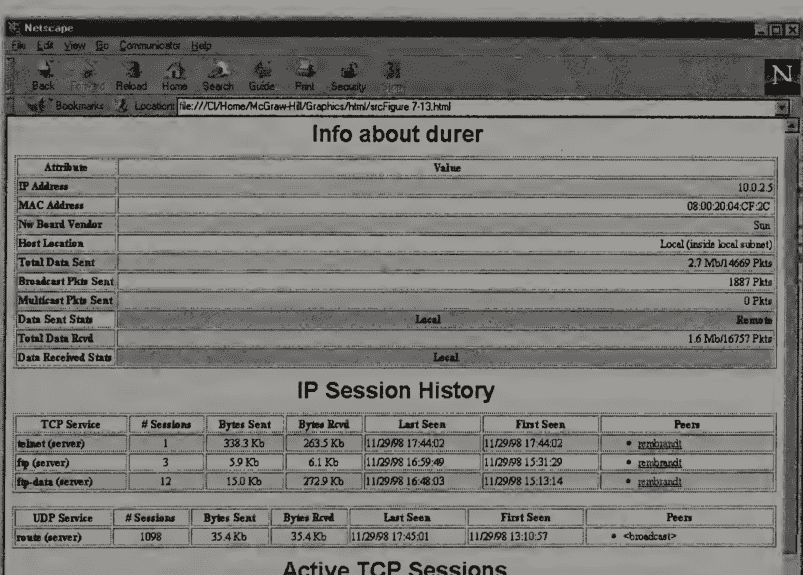 Netscape
File Edit View Go Communicator Help
Back Forward Reload Home Search Guide Print Security Stop
N
Bookmarks Location: file:///C|/Home/McGraw-Hill/Graphics/html/srcFigure 7-13.html
Info about durer
Attribute Value
IP Address 10.0.2.5
MAC Address 08:00:20:04:CF:2C
Nw Board Vendor Sun
Host Location Local (inside local subnet)
Total Data Sent 2.7 Mb/14669 Pkts
Broadcast Pkts Sent 1887 Pkts
Multicast Pkts Sent 0 Pkts
Data Sent Stats Local Remote
Total Data Rcvd 1.6 Mb/16757 Pkts
Data Received Stats Local
IP Session History
TCP Service # Sessions Bytes Sent Bytes Rcvd Last Seen First Seen Peers
telnet (server) 1 338.3 Kb 263.5 Kb 11/29/98 17:44:02 11/29/98 17:44:02 • rembrandt
ftp (server) 3 5.9 Kb 6.1 Kb 11/29/98 16:59:49 11/29/98 15:31:29 • rembrandt
ftp-data (server) 12 15.0 Kb 272.9 Kb 11/29/98 16:48:03 11/29/98 15:13:14 • rembrandt
UDP Service # Sessions Bytes Sent Bytes Rcvd Last Seen First Seen Peers
route (server) 1098 35.4 Kb 35.4 Kb 11/29/98 17:45:01 11/29/98 13:10:57 • <broadcast>
Active TCP Sessions